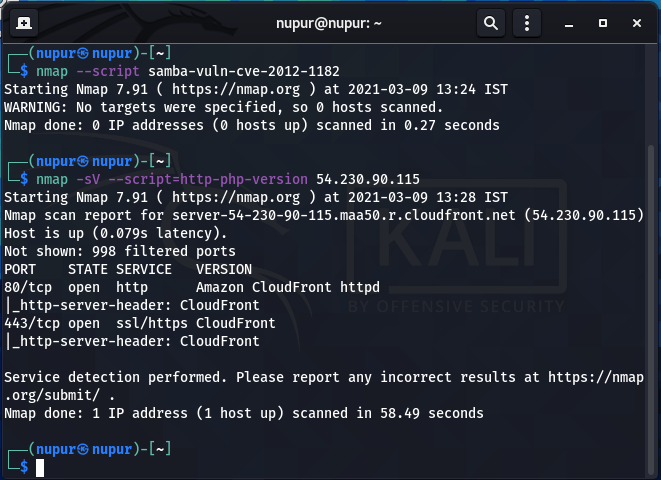 nupur@nupur: ~
┌──(nupur㉿nupur)-[~]
└─$ nmap --script samba-vuln-cve-2012-1182
Starting Nmap 7.91 ( https://nmap.org ) at 2021-03-09 13:24 IST
WARNING: No targets were specified, so 0 hosts scanned.
Nmap done: 0 IP addresses (0 hosts up) scanned in 0.27 seconds
┌──(nupur㉿nupur)-[~]
└─$ nmap -sV --script=http-php-version 54.230.90.115
Starting Nmap 7.91 ( https://nmap.org ) at 2021-03-09 13:28 IST
Nmap scan report for server-54-230-90-115.maa50.r.cloudfront.net (54.230.90.115)
Host is up (0.079s latency).
Not shown: 998 filtered ports
PORT    STATE SERVICE   VERSION
80/tcp  open  http      Amazon CloudFront httpd
|_http-server-header: CloudFront
443/tcp open  ssl/https CloudFront
|_http-server-header: CloudFront
KALI
BY OFFENSIVE SECURITY
Service detection performed. Please report any incorrect results at https://nmap
.org/submit/ .
Nmap done: 1 IP address (1 host up) scanned in 58.49 seconds
┌──(nupur㉿nupur)-[~]
└─$